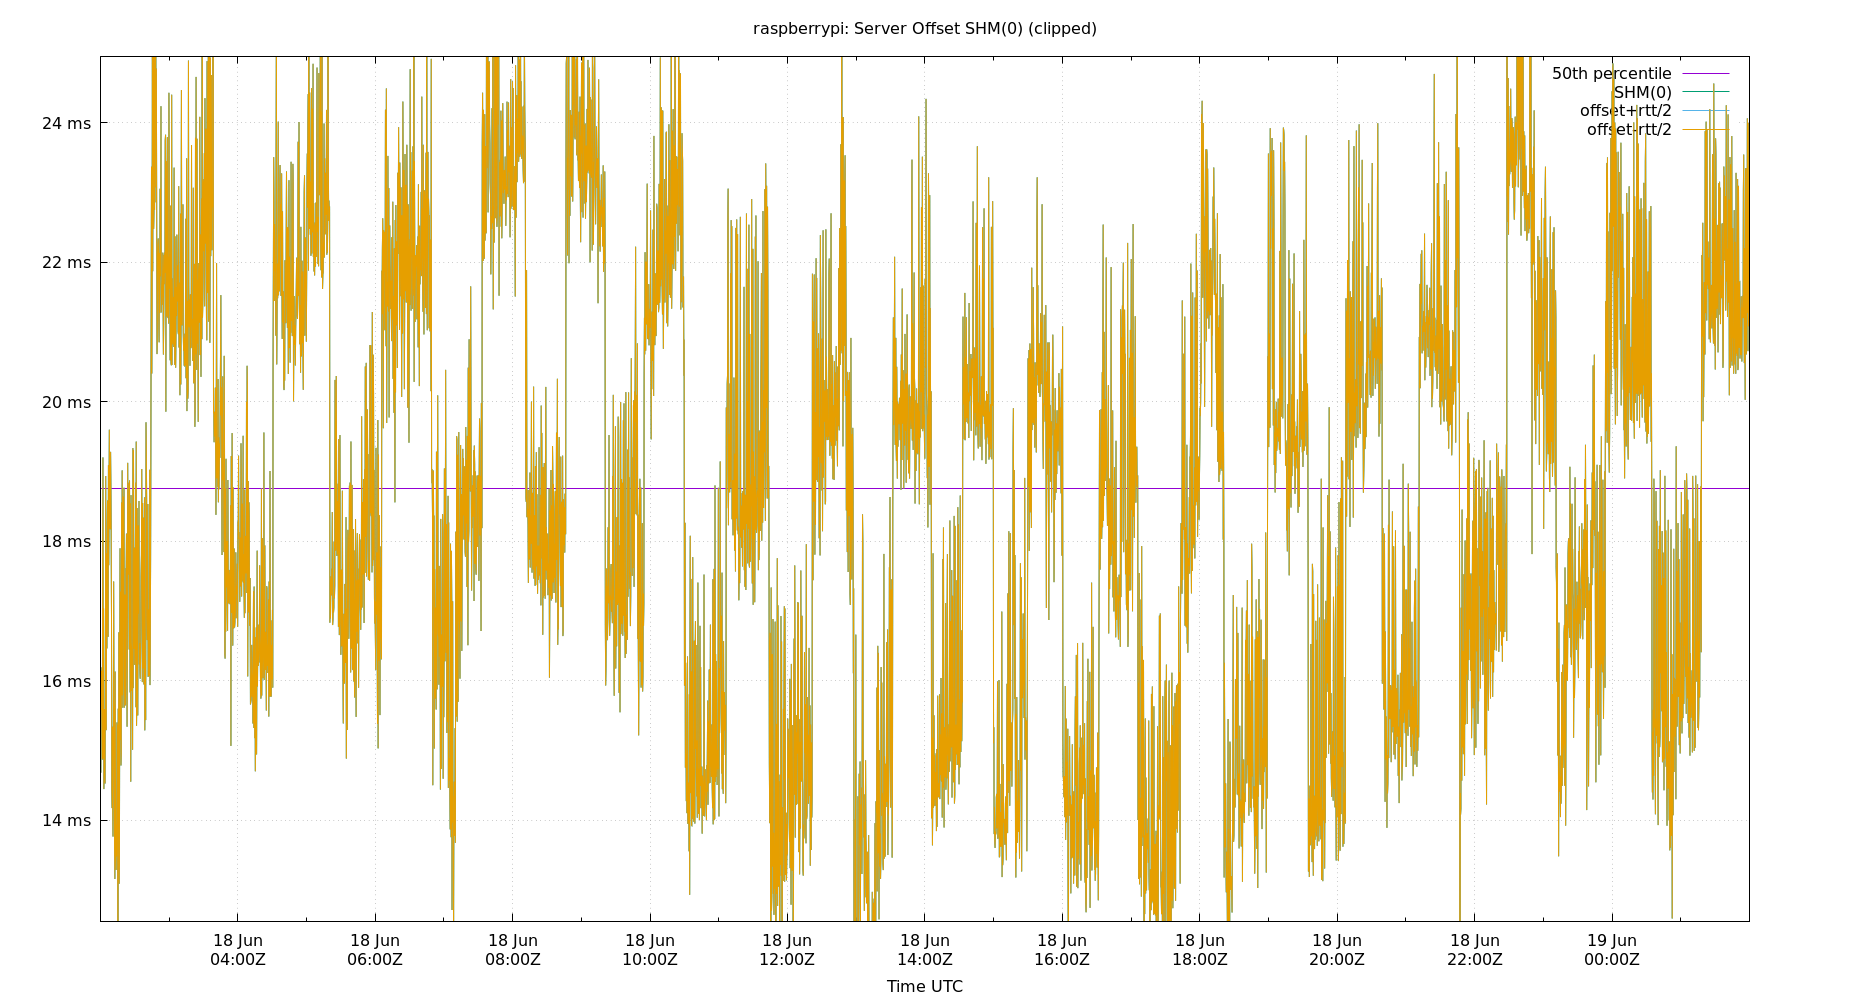 raspberrypi: Server Offset SHM(0) (clipped)
50th percentile
SHM(0)
offset+rtt/2
offset-rtt/2
24 ms
22 ms
20 ms
18 ms
16 ms
14 ms
18 Jun 18 Jun 18 Jun 18 Jun 18 Jun 18 Jun 18 Jun 18 Jun 18 Jun 18 Jun 19 Jun
04:00Z 06:00Z 08:00Z 10:00Z 12:00Z 14:00Z 16:00Z 18:00Z 20:00Z 22:00Z 00:00Z
Time UTC